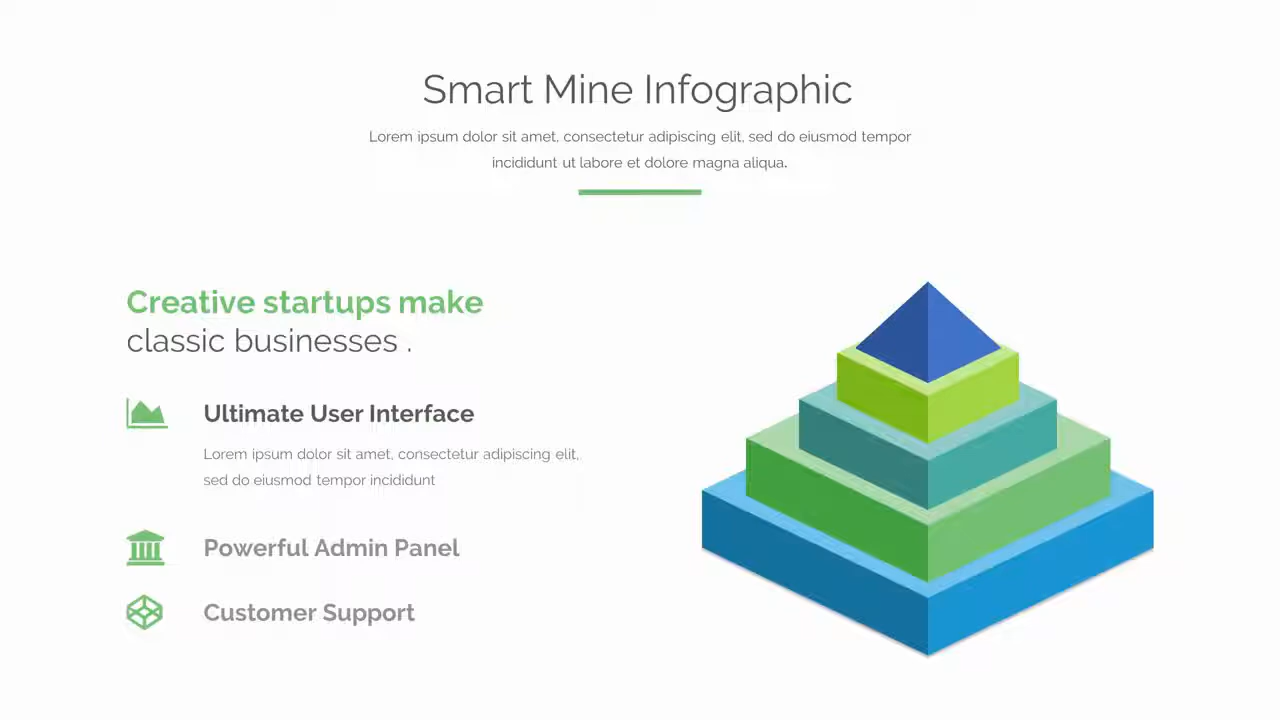 Smart Mine Infographic
Lorem ipsum dolor sit amet, consectetur adipiscing elit, sed do eiusmod tempor
incididunt ut labore et dolore magna aliqua.
Creative startups make
classic businesses .
Ultimate User Interface
Lorem ipsum dolor sit amet, consectetur adipiscing elit,
sed do eiusmod tempor incididunt
Powerful Admin Panel
Customer Support